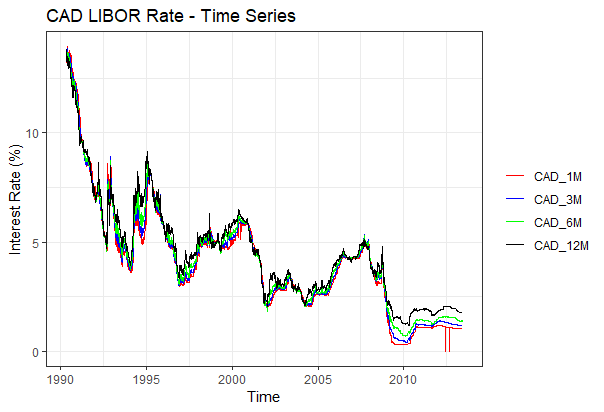 CAD LIBOR Rate - Time Series
Interest Rate (%)
10
5
0
1990 1995 2000 2005 2010
Time
CAD_1M
CAD_3M
CAD_6M
CAD_12M